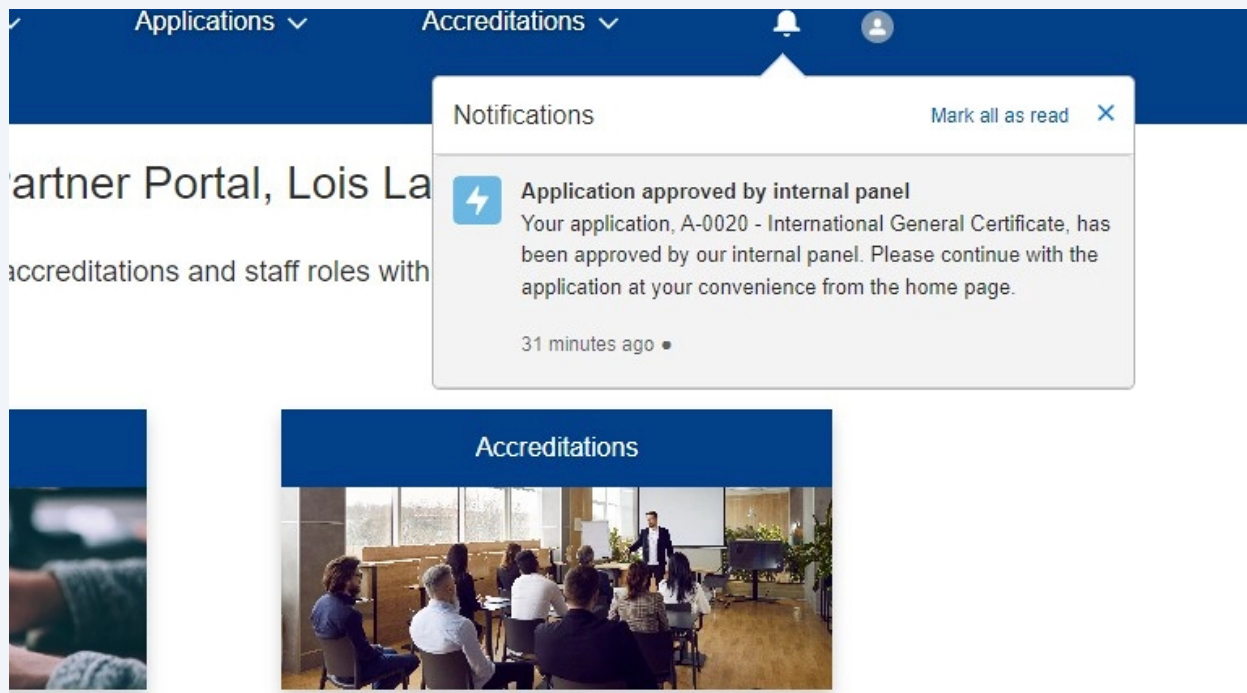 Applications
Accreditations
Notifications
Mark all as read
artner Portal, Lois La
Application approved by internal panel
Your application, A-0020 - International General Certificate, has
been approved by our internal panel. Please continue with the
application at your convenience from the home page.
accreditations and staff roles with
31 minutes ago
Accreditations